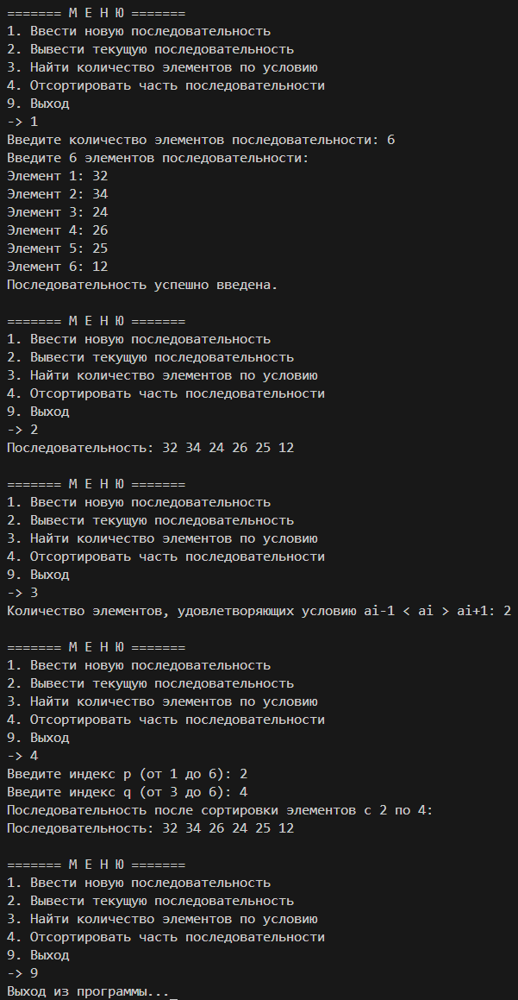 ======= М Е Н Ю =======
1. Ввести новую последовательность
2. Вывести текущую последовательность
3. Найти количество элементов по условию
4. Отсортировать часть последовательности
9. Выход
-> 1
Введите количество элементов последовательности: 6
Введите 6 элементов последовательности:
Элемент 1: 32
Элемент 2: 34
Элемент 3: 24
Элемент 4: 26
Элемент 5: 25
Элемент 6: 12
Последовательность успешно введена.

======= М Е Н Ю =======
1. Ввести новую последовательность
2. Вывести текущую последовательность
3. Найти количество элементов по условию
4. Отсортировать часть последовательности
9. Выход
-> 2
Последовательность: 32 34 24 26 25 12

======= М Е Н Ю =======
1. Ввести новую последовательность
2. Вывести текущую последовательность
3. Найти количество элементов по условию
4. Отсортировать часть последовательности
9. Выход
-> 3
Количество элементов, удовлетворяющих условию ai-1 < ai > ai+1: 2

======= М Е Н Ю =======
1. Ввести новую последовательность
2. Вывести текущую последовательность
3. Найти количество элементов по условию
4. Отсортировать часть последовательности
9. Выход
-> 4
Введите индекс p (от 1 до 6): 2
Введите индекс q (от 3 до 6): 4
Последовательность после сортировки элементов с 2 по 4:
Последовательность: 32 34 26 24 25 12

======= М Е Н Ю =======
1. Ввести новую последовательность
2. Вывести текущую последовательность
3. Найти количество элементов по условию
4. Отсортировать часть последовательности
9. Выход
-> 9
Выход из программы..._